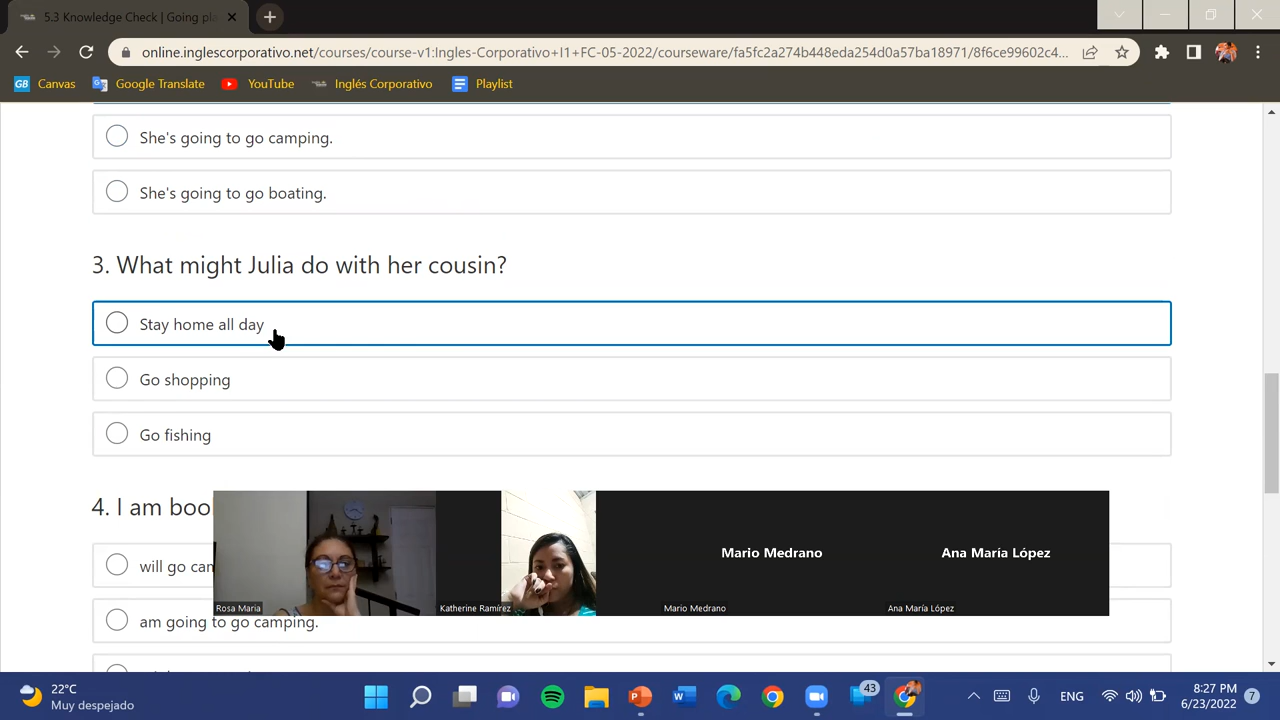 5.3 Knowledge Check | Going pla
online.inglescorporativo.net/courses/course-v1:Ingles-Corporativo+I1+FC-05-2022/courseware/fa5fc2a274b448eda254d0a57ba18971/8f6ce99602c4...
GB Canvas Google Translate YouTube Inglés Corporativo Playlist
She's going to go camping.
She's going to go boating.
3. What might Julia do with her cousin?
Stay home all day
Go shopping
Go fishing
4. I am boo
will go can
am going to go camping.
Mario Medrano
Ana María López
Rosa Maria
Katherine Ramírez
Mario Medrano
Ana María López
22°C
Muy despejado
43
ENG
8:27 PM
6/23/2022
7